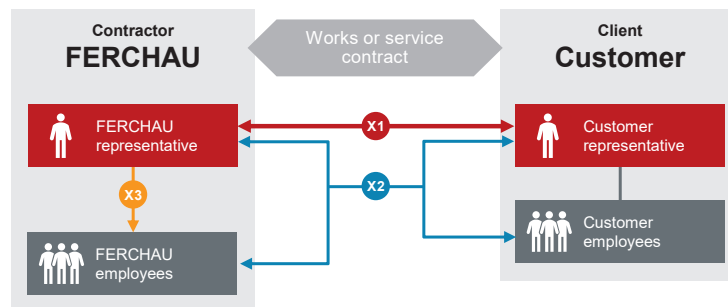 Contractor
FERCHAU
Works or service
contract
Client
Customer
FERCHAU
representative
X1
Customer
representative
X2
X3
FERCHAU
employees
Customer
employees